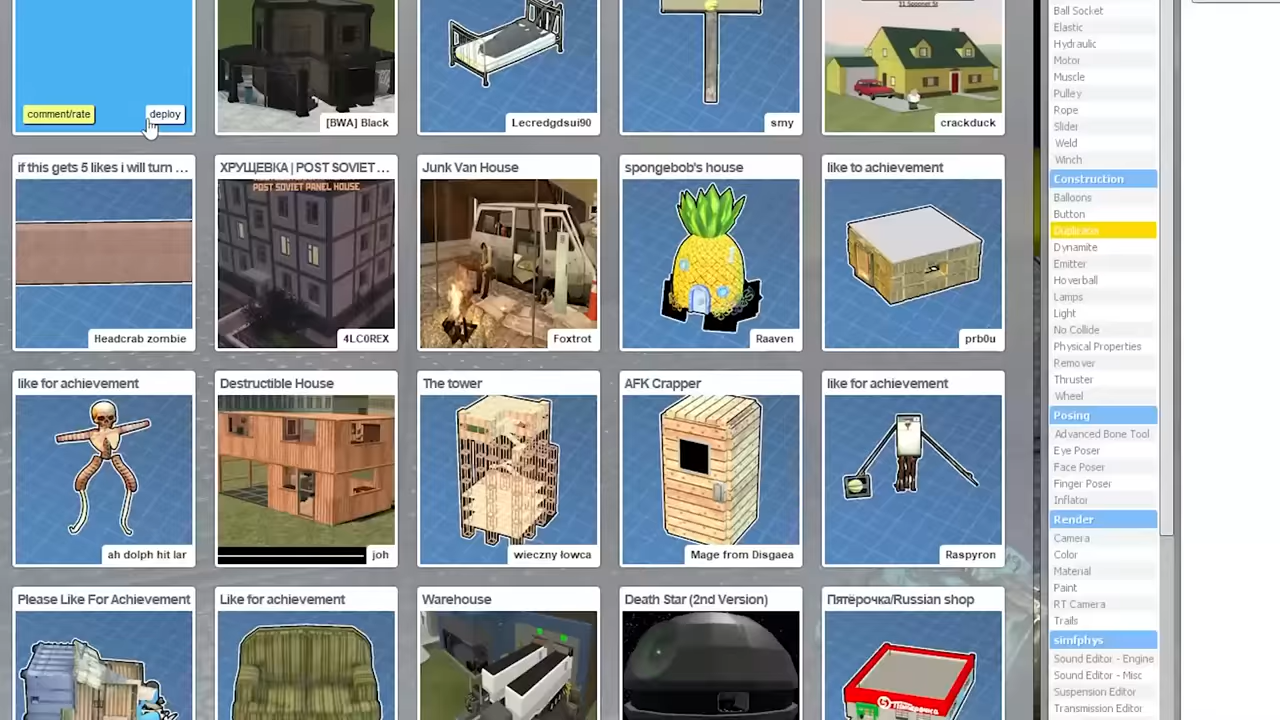 31 Spooner St
comment/rate
deploy
[BWA] Black
Lecredgdsui90
smy
crackduck
if this gets 5 likes i will turn ...
ХРУЩЕВКА | POST SOVIET...
Junk Van House
spongebob's house
like to achievement
POST SOVIET PANEL HOUSE
Headcrab zombie
4LC0REX
Foxtrot
Raaven
prb0u
like for achievement
Destructible House
The tower
AFK Crapper
like for achievement
ah dolph hit lar
joh
wieczny łowca
Mage from Disgaea
Raspyron
Please Like For Achievement
Like for achievement
Warehouse
Death Star (2nd Version)
Пятёрочка/Russian shop
Пятёрочка
Ball Socket
Elastic
Hydraulic
Motor
Muscle
Pulley
Rope
Slider
Weld
Winch
Construction
Balloons
Button
Duplicator
Dynamite
Emitter
Hoverball
Lamps
Light
No Collide
Physical Properties
Remover
Thruster
Wheel
Posing
Advanced Bone Tool
Eye Poser
Face Poser
Finger Poser
Inflator
Render
Camera
Color
Material
Paint
RT Camera
Trails
simfphys
Sound Editor - Engine
Sound Editor - Misc
Suspension Editor
Transmission Editor